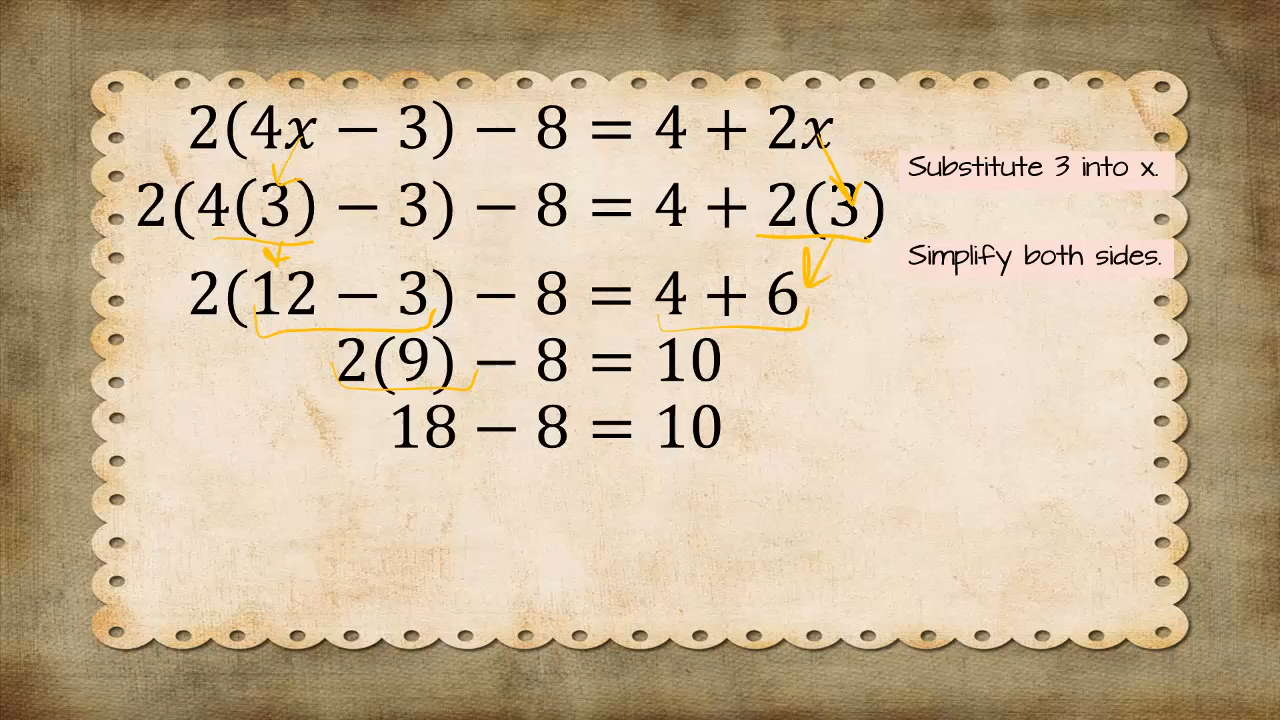 2(4x − 3) − 8 = 4 + 2x
Substitute 3 into x.
2(4(3) − 3) − 8 = 4 + 2(3)
Simplify both sides.
2(12 − 3) − 8 = 4 + 6
2(9) − 8 = 10
18 − 8 = 10